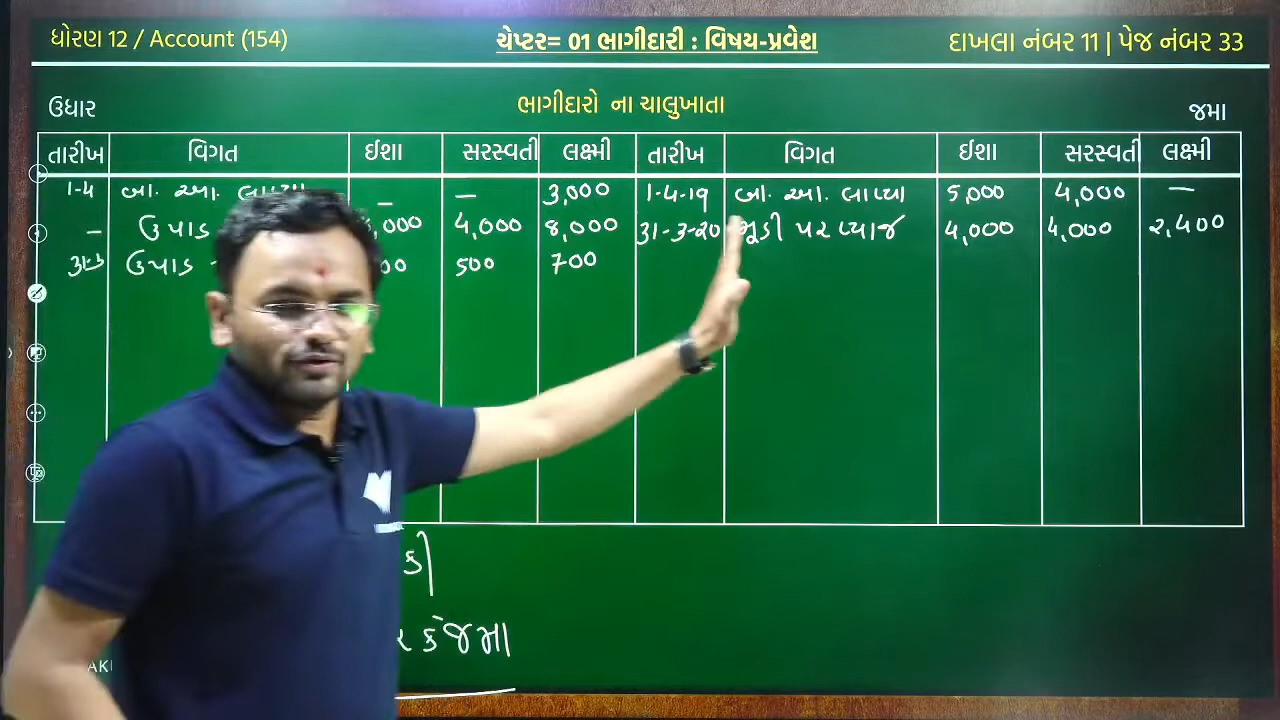 ધોરણ 12 / Account (154) ચેપ્ટર= 01 ભાગીદારી : વિષય-પ્રવેશ દાખલા નંબર 11 | પેજ નંબર 33
ઉધાર ભાગીદારો ના ચાલુખાતા જમા
તારીખ વિગત ઈશા સરસ્વતી લક્ષ્મી તારીખ વિગત ઈશા સરસ્વતી લક્ષ્મી
1-4 બા. આ. લાવ્યા — — 3,000 1-4-19 બા. આ. લાવ્યા 5,000 4,000 —
– ઉપાડ 4,000 8,000 31-3-20 મૂડી પર વ્યાજ 4,000 4,000 2,400
31-3 ઉપાડ 500 700